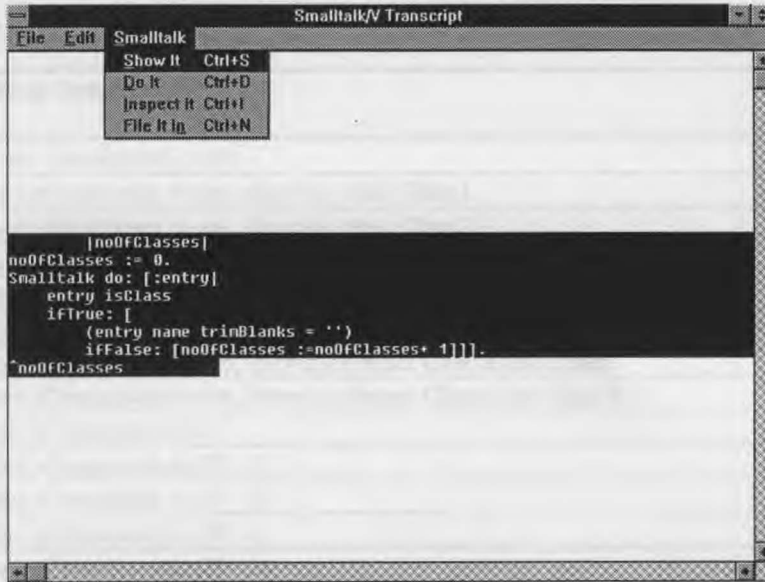 Smalltalk/V Transcript
File Edit Smalltalk
Show It Ctrl+S
Do It Ctrl+D
Inspect It Ctrl+I
File It In Ctrl+N
|noOfClasses|
noOfClasses := 0.
Smalltalk do: [:entry|
entry isClass
ifTrue: [
(entry name trimBlanks = '')
ifFalse: [noOfClasses :=noOfClasses+ 1]]].
^noOfClasses